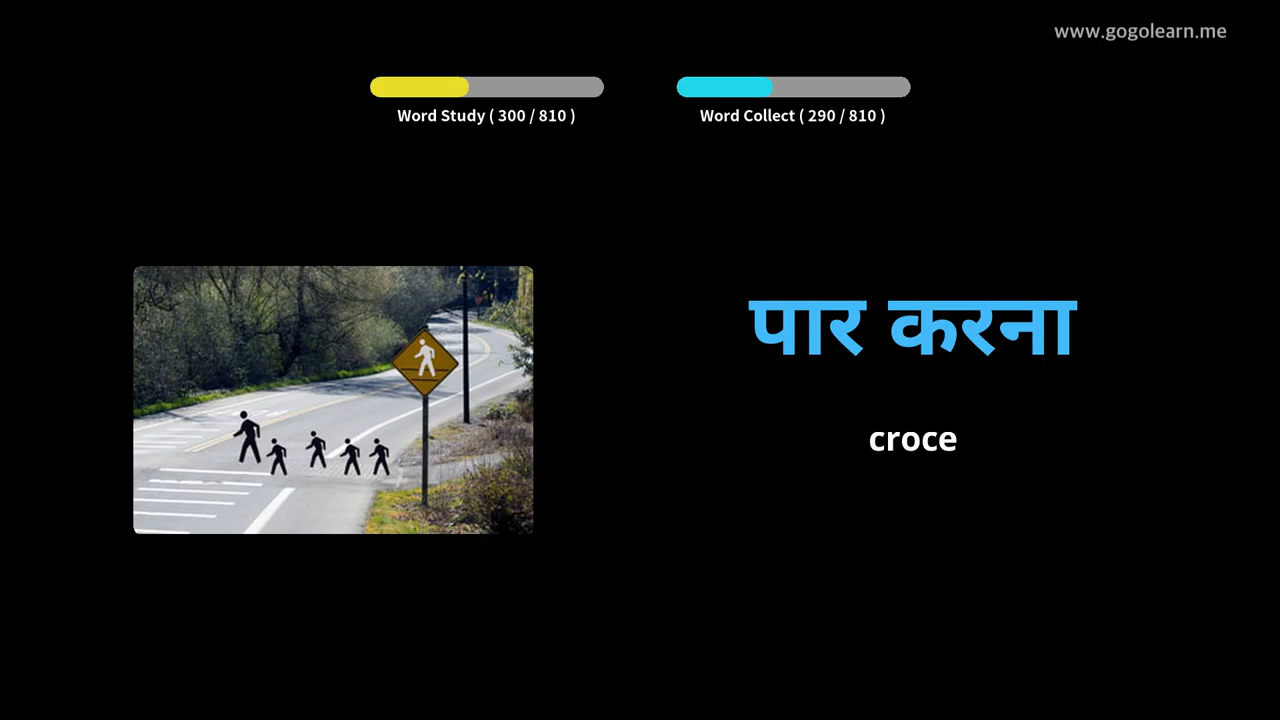 www.gogolearn.me
Word Study ( 300 / 810 )
Word Collect ( 290 / 810 )
पार करना
croce